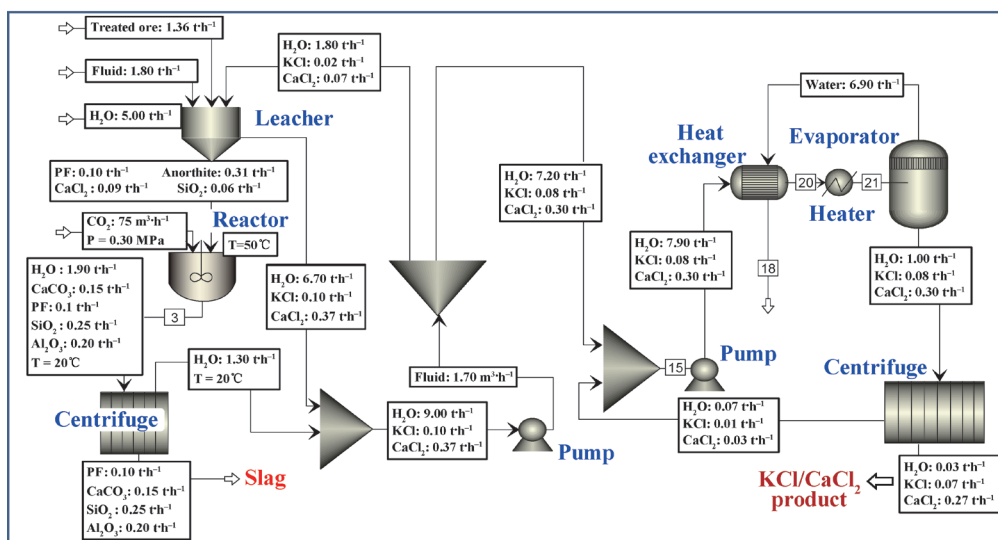 Treated ore: 1.36 t·h⁻¹
Fluid: 1.80 t·h⁻¹
H₂O: 5.00 t·h⁻¹
Leacher
H₂O: 1.80 t·h⁻¹
KCl: 0.02 t·h⁻¹
CaCl₂: 0.07 t·h⁻¹
PF: 0.10 t·h⁻¹ Anorthite: 0.31 t·h⁻¹
CaCl₂: 0.09 t·h⁻¹ SiO₂: 0.06 t·h⁻¹
CO₂: 75 m³·h⁻¹
P = 0.30 MPa
Reactor
T=50℃
H₂O: 1.90 t·h⁻¹
CaCO₃: 0.15 t·h⁻¹
PF: 0.1 t·h⁻¹
SiO₂: 0.25 t·h⁻¹
Al₂O₃: 0.20 t·h⁻¹
T = 20℃
3
H₂O: 6.70 t·h⁻¹
KCl: 0.10 t·h⁻¹
CaCl₂: 0.37 t·h⁻¹
H₂O: 1.30 t·h⁻¹
T = 20℃
Centrifuge
PF: 0.10 t·h⁻¹
CaCO₃: 0.15 t·h⁻¹
SiO₂: 0.25 t·h⁻¹
Al₂O₃: 0.20 t·h⁻¹
Slag
H₂O: 9.00 t·h⁻¹
KCl: 0.10 t·h⁻¹
CaCl₂: 0.37 t·h⁻¹
Fluid: 1.70 m³·h⁻¹
Pump
H₂O: 7.20 t·h⁻¹
KCl: 0.08 t·h⁻¹
CaCl₂: 0.30 t·h⁻¹
15
Pump
H₂O: 7.90 t·h⁻¹
KCl: 0.08 t·h⁻¹
CaCl₂: 0.30 t·h⁻¹
Heat
exchanger
Water: 6.90 t·h⁻¹
Evaporator
20
21
Heater
18
H₂O: 1.00 t·h⁻¹
KCl: 0.08 t·h⁻¹
CaCl₂: 0.30 t·h⁻¹
Centrifuge
H₂O: 0.07 t·h⁻¹
KCl: 0.01 t·h⁻¹
CaCl₂: 0.03 t·h⁻¹
H₂O: 0.03 t·h⁻¹
KCl: 0.07 t·h⁻¹
CaCl₂: 0.27 t·h⁻¹
KCl/CaCl₂
product